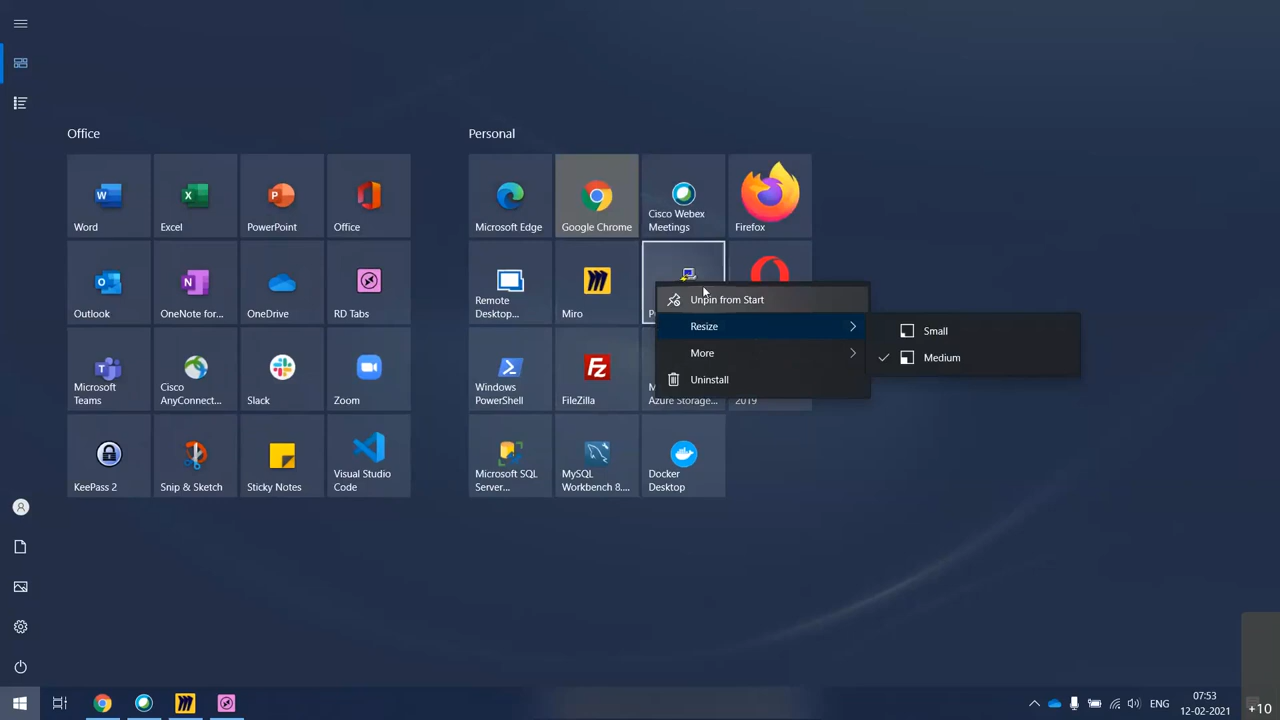 Office
Personal
Word
Excel
PowerPoint
Office
Microsoft Edge
Google Chrome
Cisco Webex
Meetings
Firefox
Outlook
OneNote for...
OneDrive
RD Tabs
Remote
Desktop...
Miro
Unpin from Start
Resize
More
Uninstall
Small
Medium
Microsoft
Teams
Cisco
AnyConnect...
Slack
Zoom
Windows
PowerShell
FileZilla
Azure Storage...
2019
KeePass 2
Snip & Sketch
Sticky Notes
Visual Studio
Code
Microsoft SQL
Server...
MySQL
Workbench 8....
Docker
Desktop
ENG
07:53
12-02-2021
+10